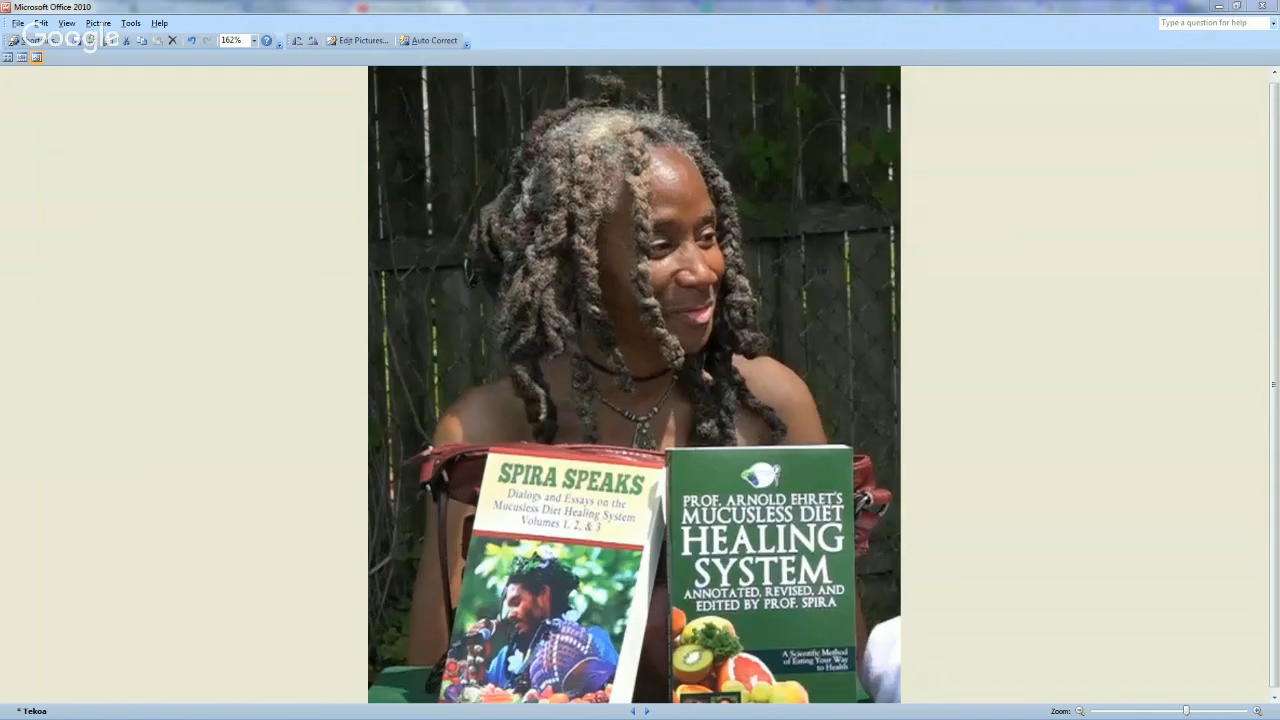 Microsoft Office 2010
File Edit View Picture Tools Help
Type a question for help
Google
162%
Edit Pictures...
Auto Correct
SPIRA SPEAKS
Dialogs and Essays on the
Mucusless Diet Healing System
Volumes 1, 2, & 3
PROF. ARNOLD EHRET'S
MUCUSLESS DIET
HEALING
SYSTEM
ANNOTATED, REVISED, AND
EDITED BY PROF. SPIRA
A Scientific Method
of Eating Your Way
to Health
* Tekoa
Zoom: